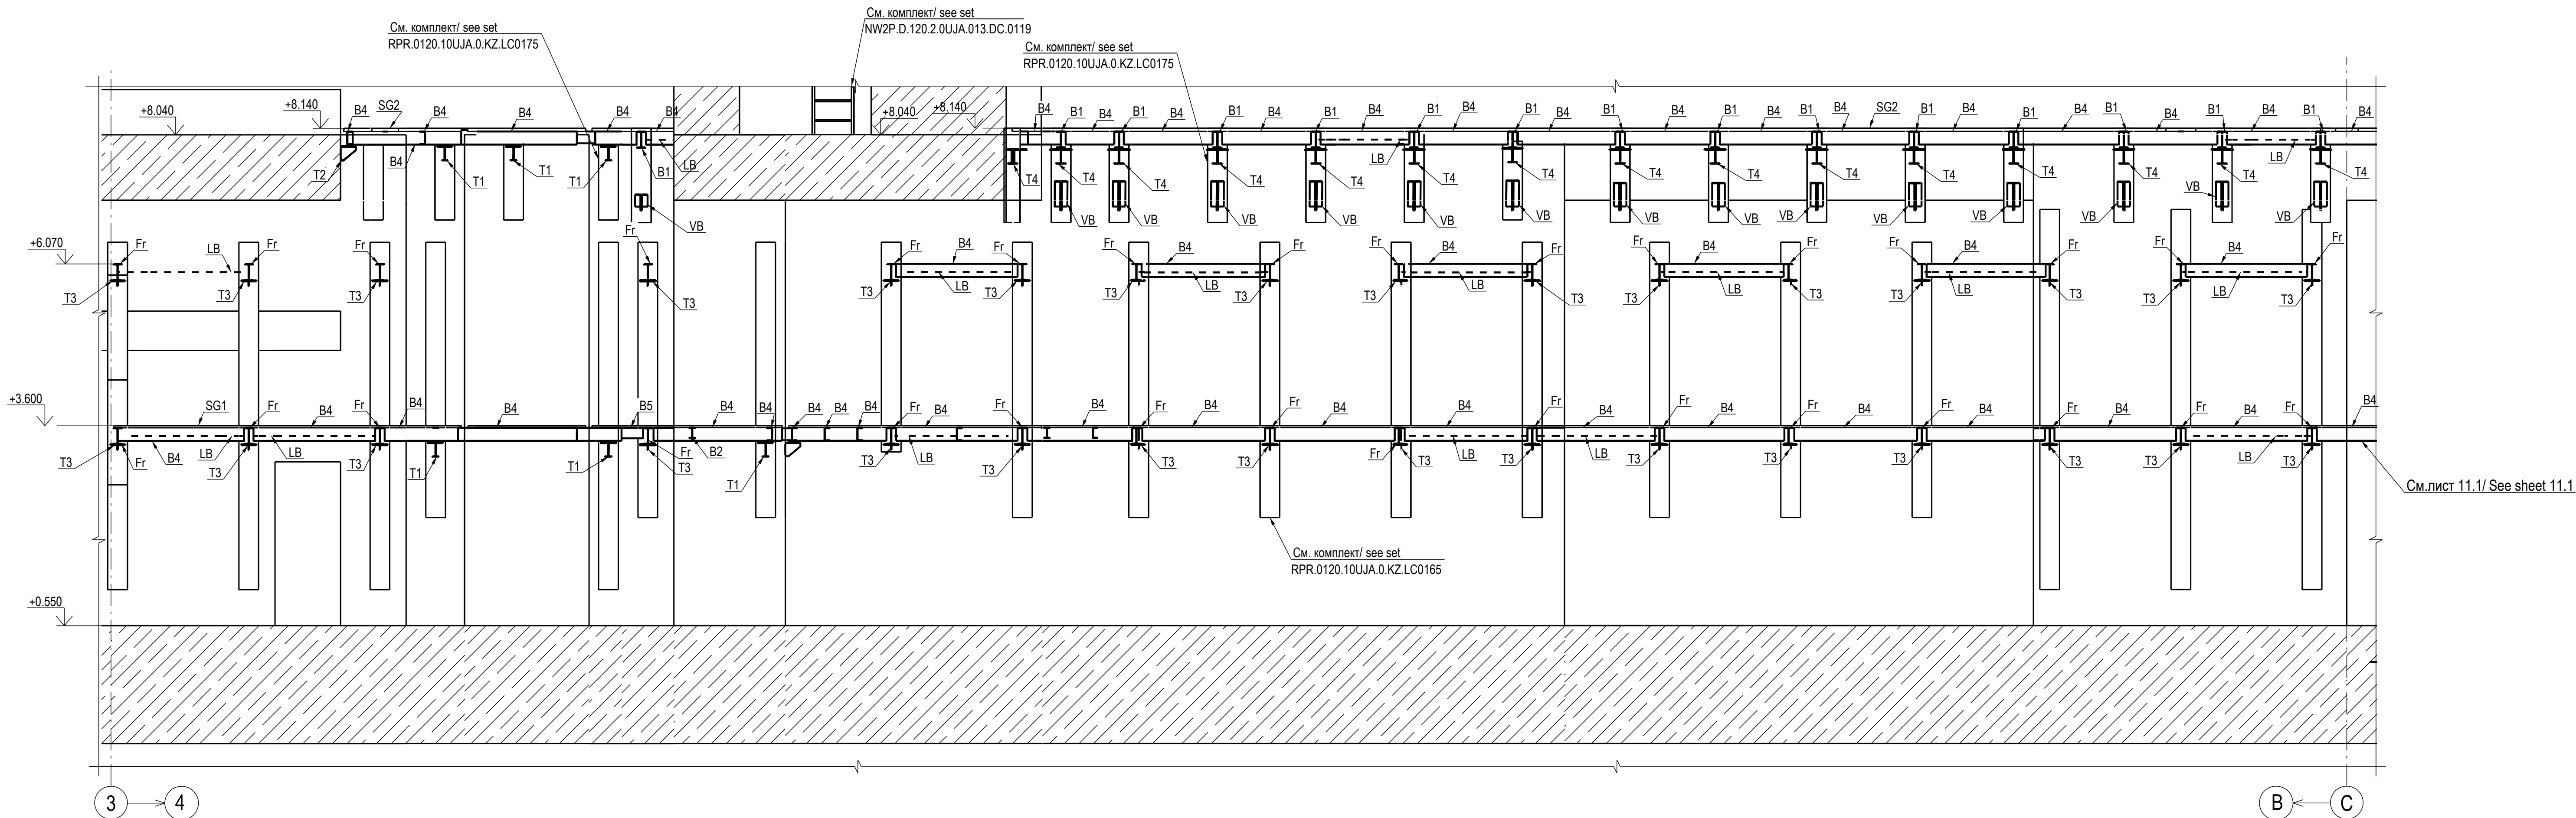 См. комплект/ see set
NW2P.D.120.2.0UJA.013.DC.0119
См. комплект/ see set
RPR.0120.10UJA.0.KZ.LC0175
См. комплект/ see set
RPR.0120.10UJA.0.KZ.LC0175
+8.040 +8.140 B4 SG2 B4 B4 B4 B4 +8.040 +8.140 B4 B1 B4 B1 B4 B1 B4 B1 B4 B1 B4 B1 B4 B1 B4 B1 B4 B1 B4 SG2 B1 B4 B1 B4 B1 B4 B1 B4 B1 B4
T2 B4 T1 T1 T1 B1 LB T4 T4 T4 T4 T4 LB T4 T4 T4 T4 T4 T4 T4 T4 T4 LB T4
VB VB VB VB VB VB VB VB VB VB VB VB VB VB VB
+6.070 Fr LB Fr Fr Fr Fr B4 Fr Fr B4 Fr Fr B4 Fr Fr B4 Fr Fr B4 Fr Fr B4 Fr
T3 T3 T3 T3 T3 LB T3 T3 LB T3 T3 LB T3 T3 LB T3 T3 LB T3 T3 LB T3
+3.600 SG1 Fr B4 Fr B4 B4 Fr B5 B4 B4 B4 B4 B4 Fr B4 Fr B4 Fr B4 Fr B4 Fr B4 Fr B4 Fr B4 Fr B4 Fr B4 Fr B4 Fr B4 Fr B4
T3 Fr B4 LB T3 LB T3 T1 T1 Fr T3 B2 T1 T3 LB T3 T3 T3 Fr T3 LB T3 LB T3 T3 T3 T3 T3 LB T3
См.лист 11.1/ See sheet 11.1
См. комплект/ see set
RPR.0120.10UJA.0.KZ.LC0165
+0.550
3 4 B C